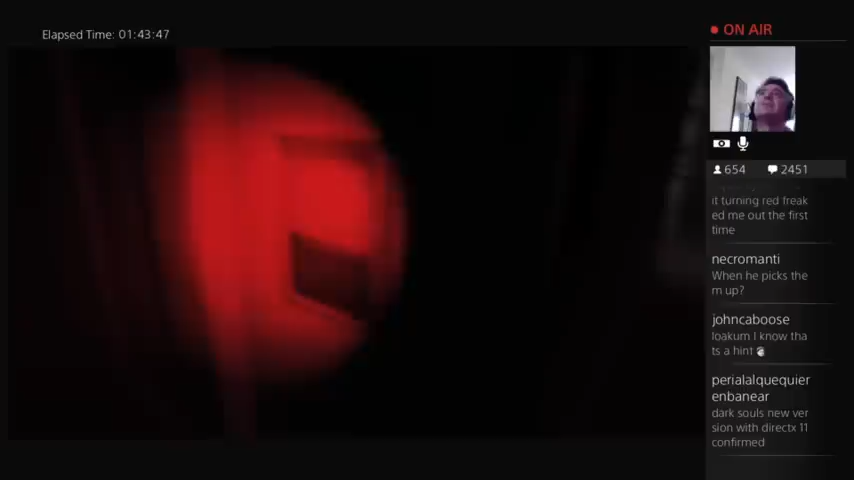 Elapsed Time: 01:43:47
ON AIR
654 2451
it turning red freak
ed me out the first
time
necromanti
When he picks the
m up?
johncaboose
loakum I know tha
ts a hint
perialalquequier
enbanear
dark souls new ver
sion with directx 11
confirmed